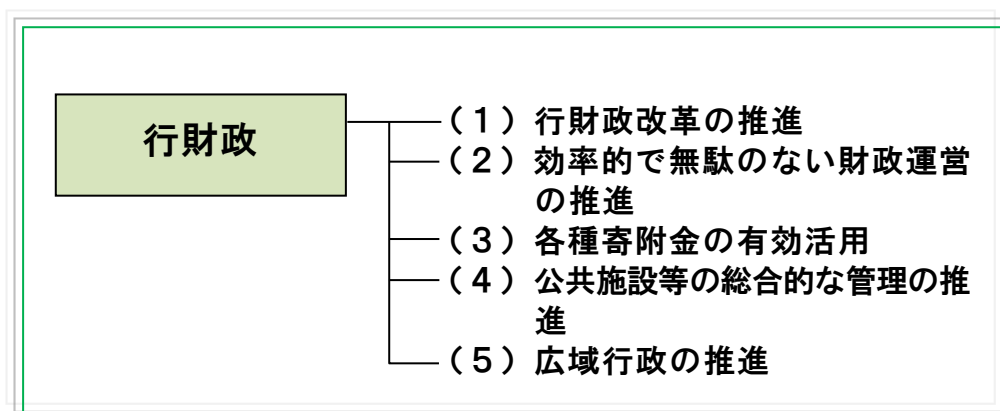 行財政
（１）行財政改革の推進
（２）効率的で無駄のない財政運営
の推進
（３）各種寄附金の有効活用
（４）公共施設等の総合的な管理の推
進
（５）広域行政の推進